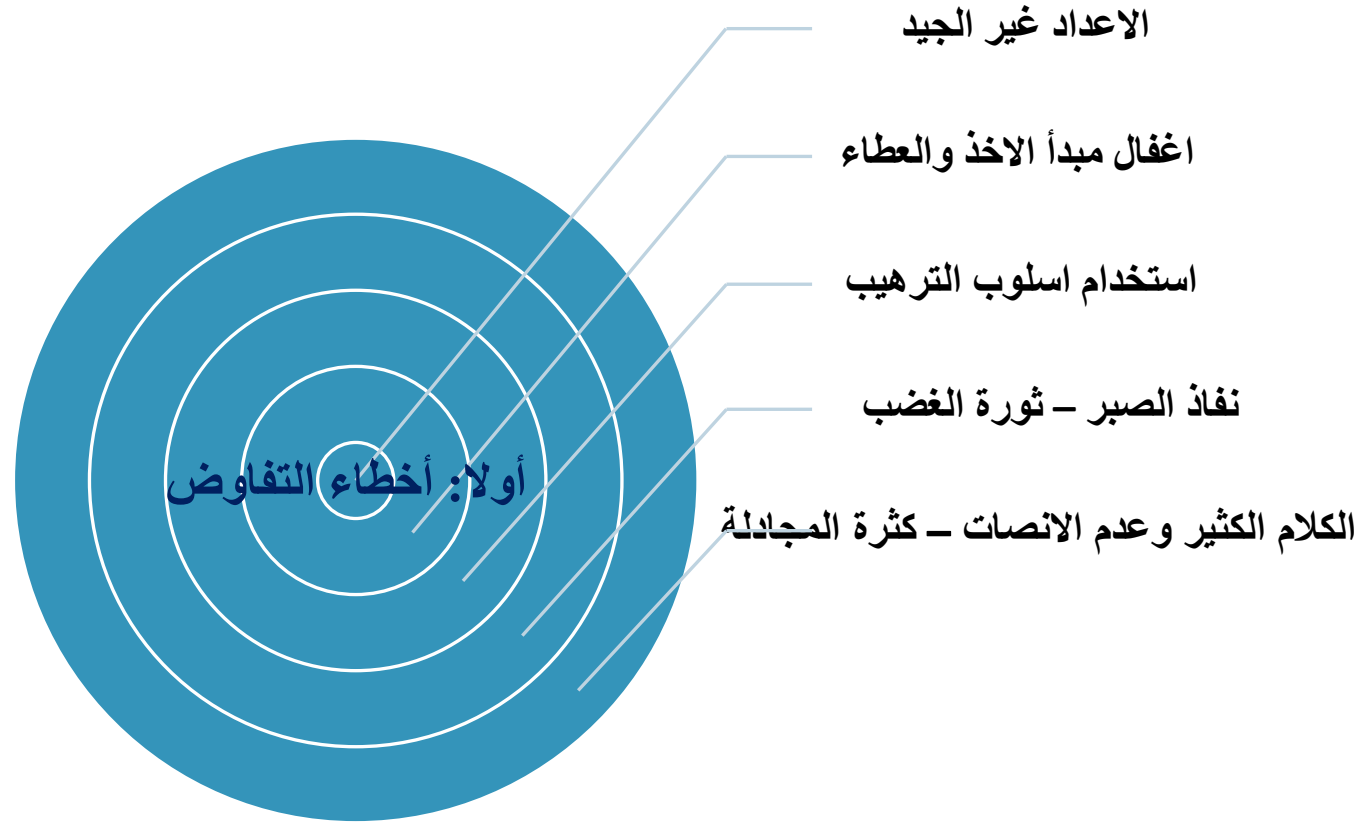 الاعداد غير الجيد
اغفال مبدأ الاخذ والعطاء
استخدام اسلوب الترهيب
نفاذ الصبر – ثورة الغضب
أولا: أخطاء التفاوض
الكلام الكثير وعدم الانصات – كثرة المجادلة